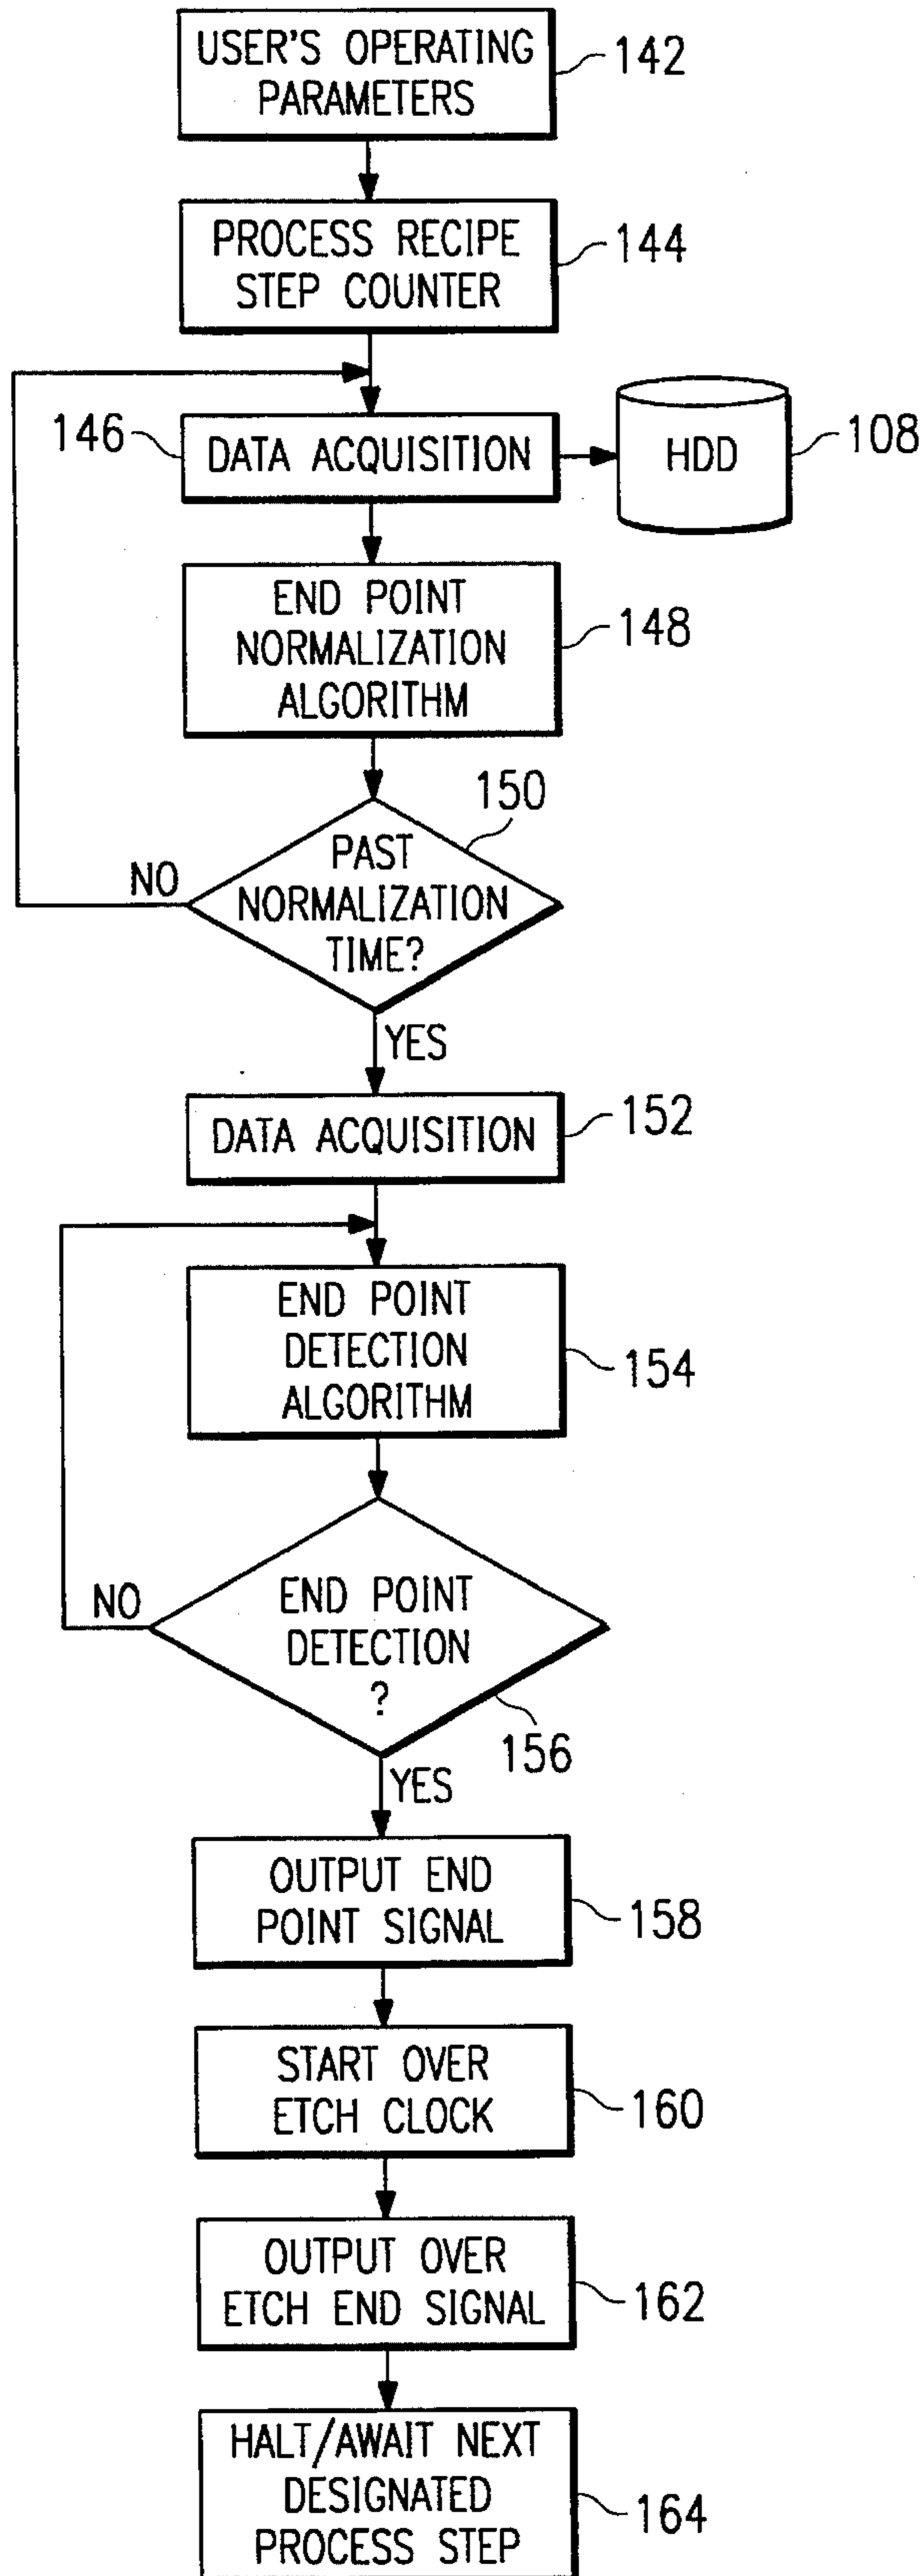 USER'S OPERATING
PARAMETERS
142
PROCESS RECIPE
STEP COUNTER
144
146
DATA ACQUISITION
HDD
108
END POINT
NORMALIZATION
ALGORITHM
148
150
PAST
NORMALIZATION
TIME?
NO
YES
DATA ACQUISITION
152
END POINT
DETECTION
ALGORITHM
154
END POINT
DETECTION
?
NO
156
YES
OUTPUT END
POINT SIGNAL
158
START OVER
ETCH CLOCK
160
OUTPUT OVER
ETCH END SIGNAL
162
HALT/AWAIT NEXT
DESIGNATED
PROCESS STEP
164